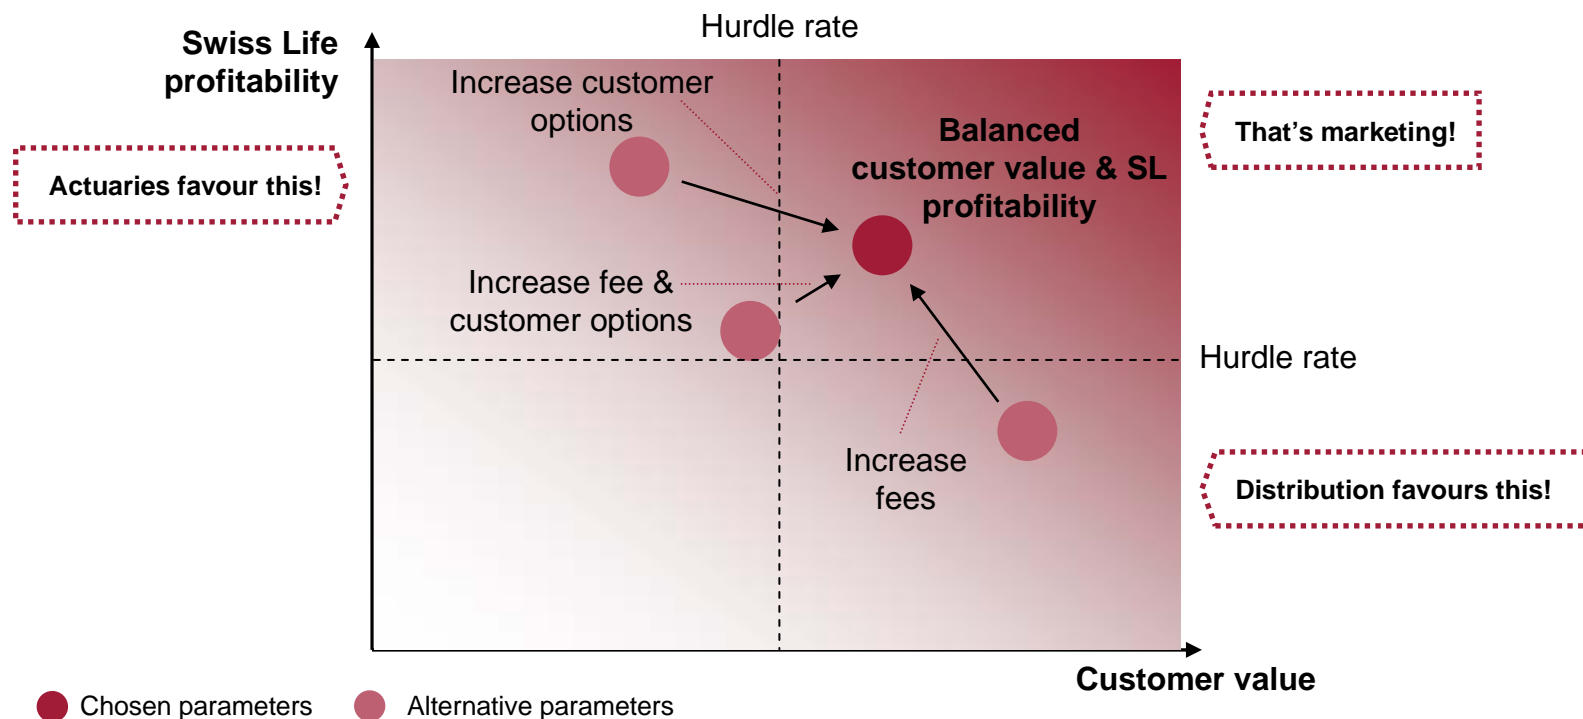 Hurdle rate
Swiss Life
profitability
Increase customer
options
Balanced
customer value & SL
profitability
That's marketing!
Actuaries favour this!
Increase fee &
customer options
Hurdle rate
Increase
fees
Distribution favours this!
Customer value
Chosen parameters
Alternative parameters